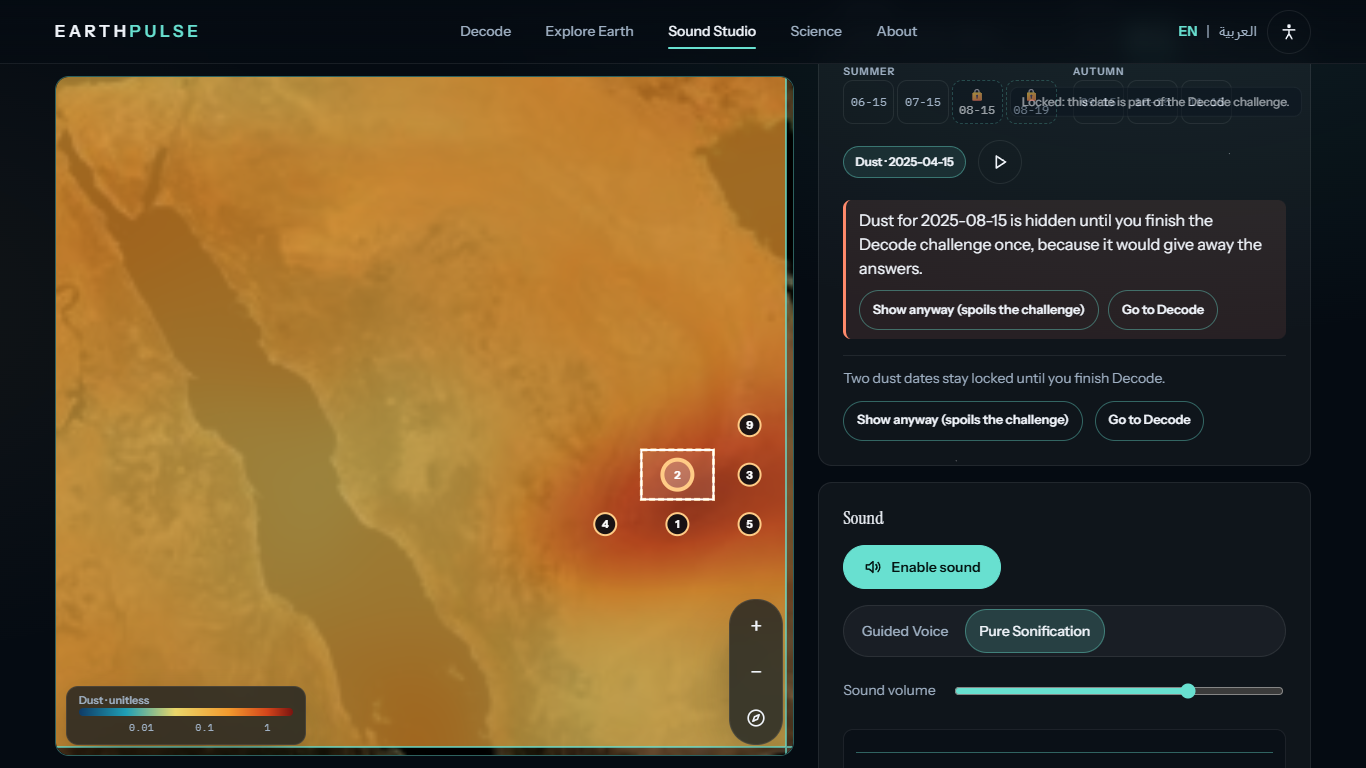 EARTHPULSE
Decode
Explore Earth
Sound Studio
Science
About
EN | العربية
SUMMER
AUTUMN
06-15
07-15
08-15
08-19
Locked: this date is part of the Decode challenge.
Dust · 2025-04-15
Dust for 2025-08-15 is hidden until you finish the
Decode challenge once, because it would give away the
answers.
Show anyway (spoils the challenge)
Go to Decode
Two dust dates stay locked until you finish Decode.
Show anyway (spoils the challenge)
Go to Decode
9
2
3
4
1
5
Sound
Enable sound
Guided Voice
Pure Sonification
Sound volume
+
−
Dust · unitless
0.01
0.1
1